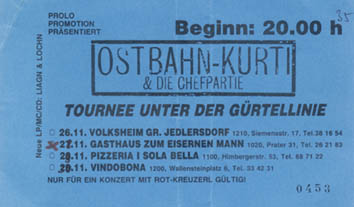 PROLO
PROMOTION
PRÄSENTIERT
Beginn: 20.00 h
35
OSTBAHN-KURTI
& DIE CHEFPARTIE
Neue LP/MC/CD: LIAGN & LOCHN
TOURNEE UNTER DER GÜRTELLINIE
26.11. VOLKSHEIM GR. JEDLERSDORF 1210, Siemensstr. 17, Tel. 38 16 54
27.11. GASTHAUS ZUM EISERNEN MANN 1020, Prater 31, Tel. 26 21 63
28.11. PIZZERIA I SOLA BELLA 1100, Himbergerstr. 53, Tel. 68 71 22
29.11. VINDOBONA 1200, Wallensteinplatz 6, Tel. 33 42 31
NUR FÜR EIN KONZERT MIT ROT-KREUZERL GÜLTIG!
0453